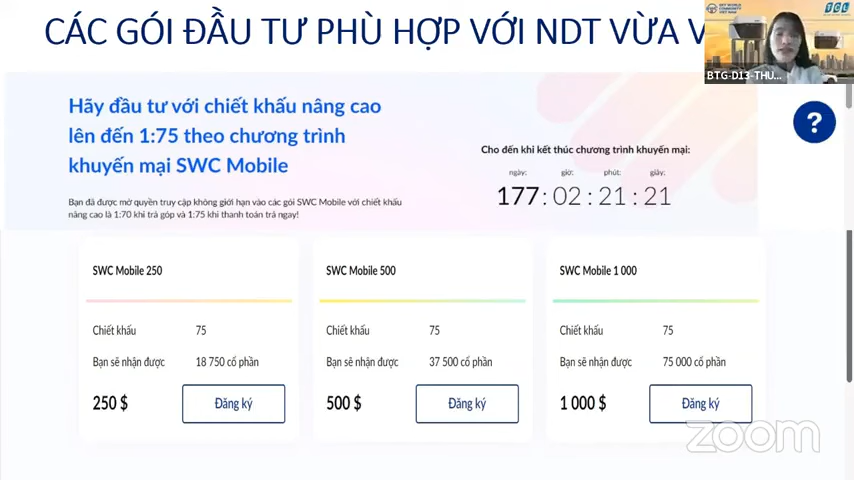 CÁC GÓI ĐẦU TƯ PHÙ HỢP VỚI NDT VỪA V
SKY WORLD COMMUNITY VIET NAM
TGL
BTG-D13-THU...
Hãy đầu tư với chiết khấu nâng cao
lên đến 1:75 theo chương trình
khuyến mại SWC Mobile
Bạn đã được mở quyền truy cập không giới hạn vào các gói SWC Mobile với chiết khấu
nâng cao là 1:70 khi trả góp và 1:75 khi thanh toán trả ngay!
Cho đến khi kết thúc chương trình khuyến mại:
ngày: giờ: phút: giây:
177: 02 : 21 : 21
?
SWC Mobile 250
Chiết khấu 75
Bạn sẽ nhận được 18 750 cổ phần
250 $ Đăng ký
SWC Mobile 500
Chiết khấu 75
Bạn sẽ nhận được 37 500 cổ phần
500 $ Đăng ký
SWC Mobile 1 000
Chiết khấu 75
Bạn sẽ nhận được 75 000 cổ phần
1 000 $ Đăng ký
zoom